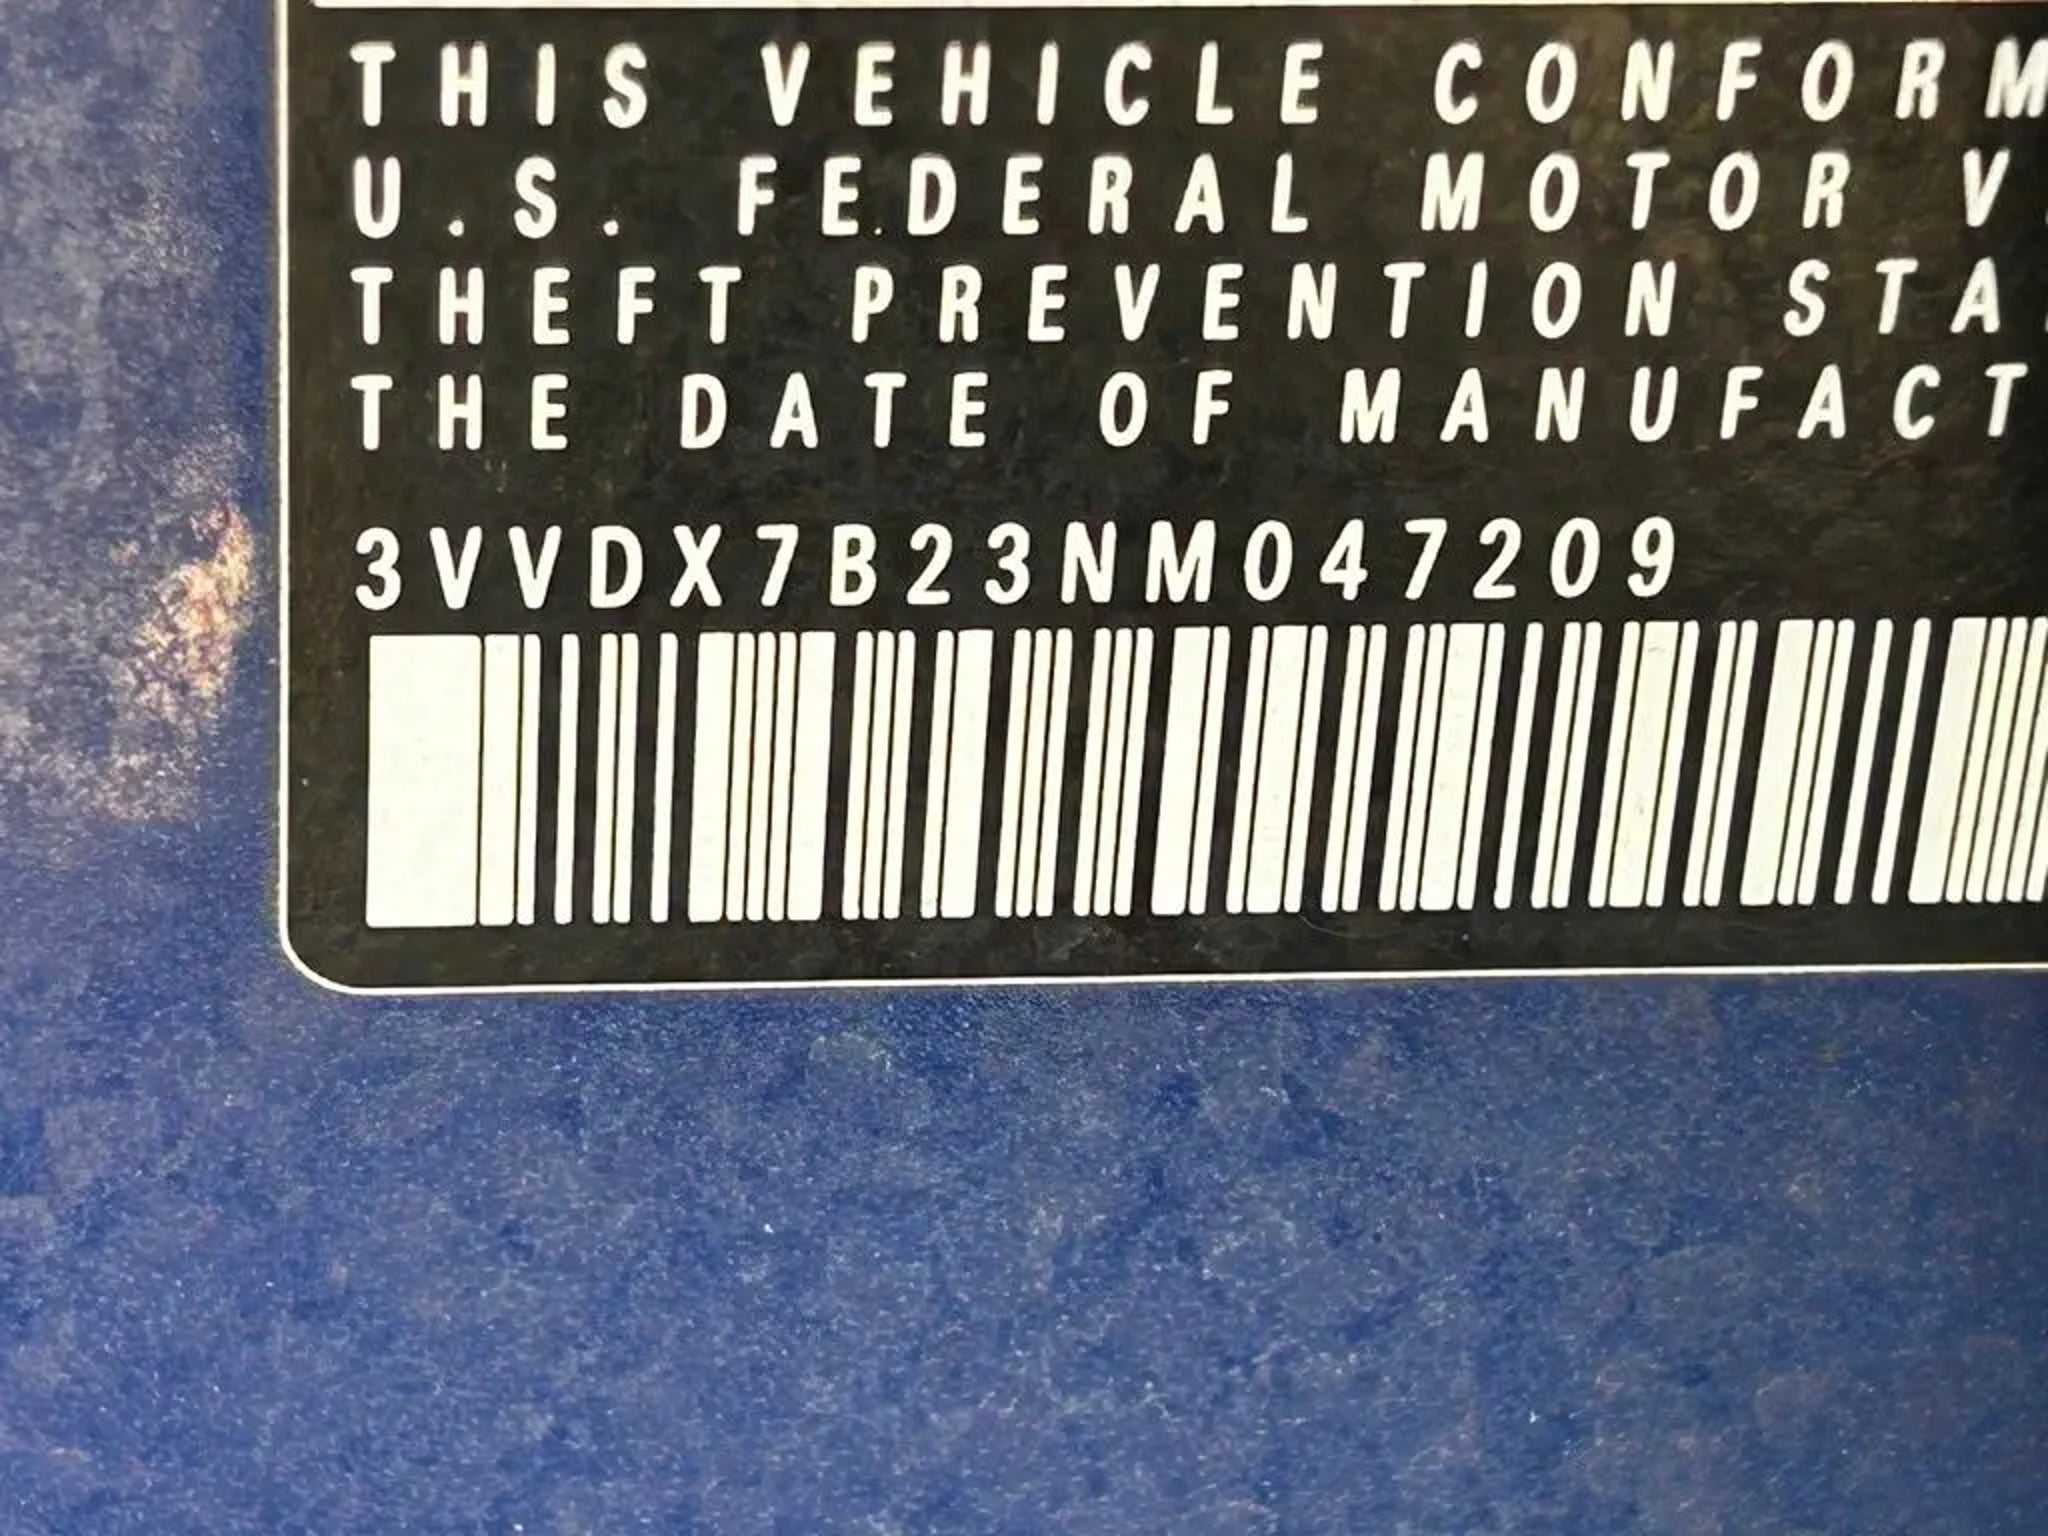 THIS VEHICLE CONFORM
U.S. FEDERAL MOTOR V
THEFT PREVENTION STA
THE DATE OF MANUFACT
3VVDX7B23NM047209